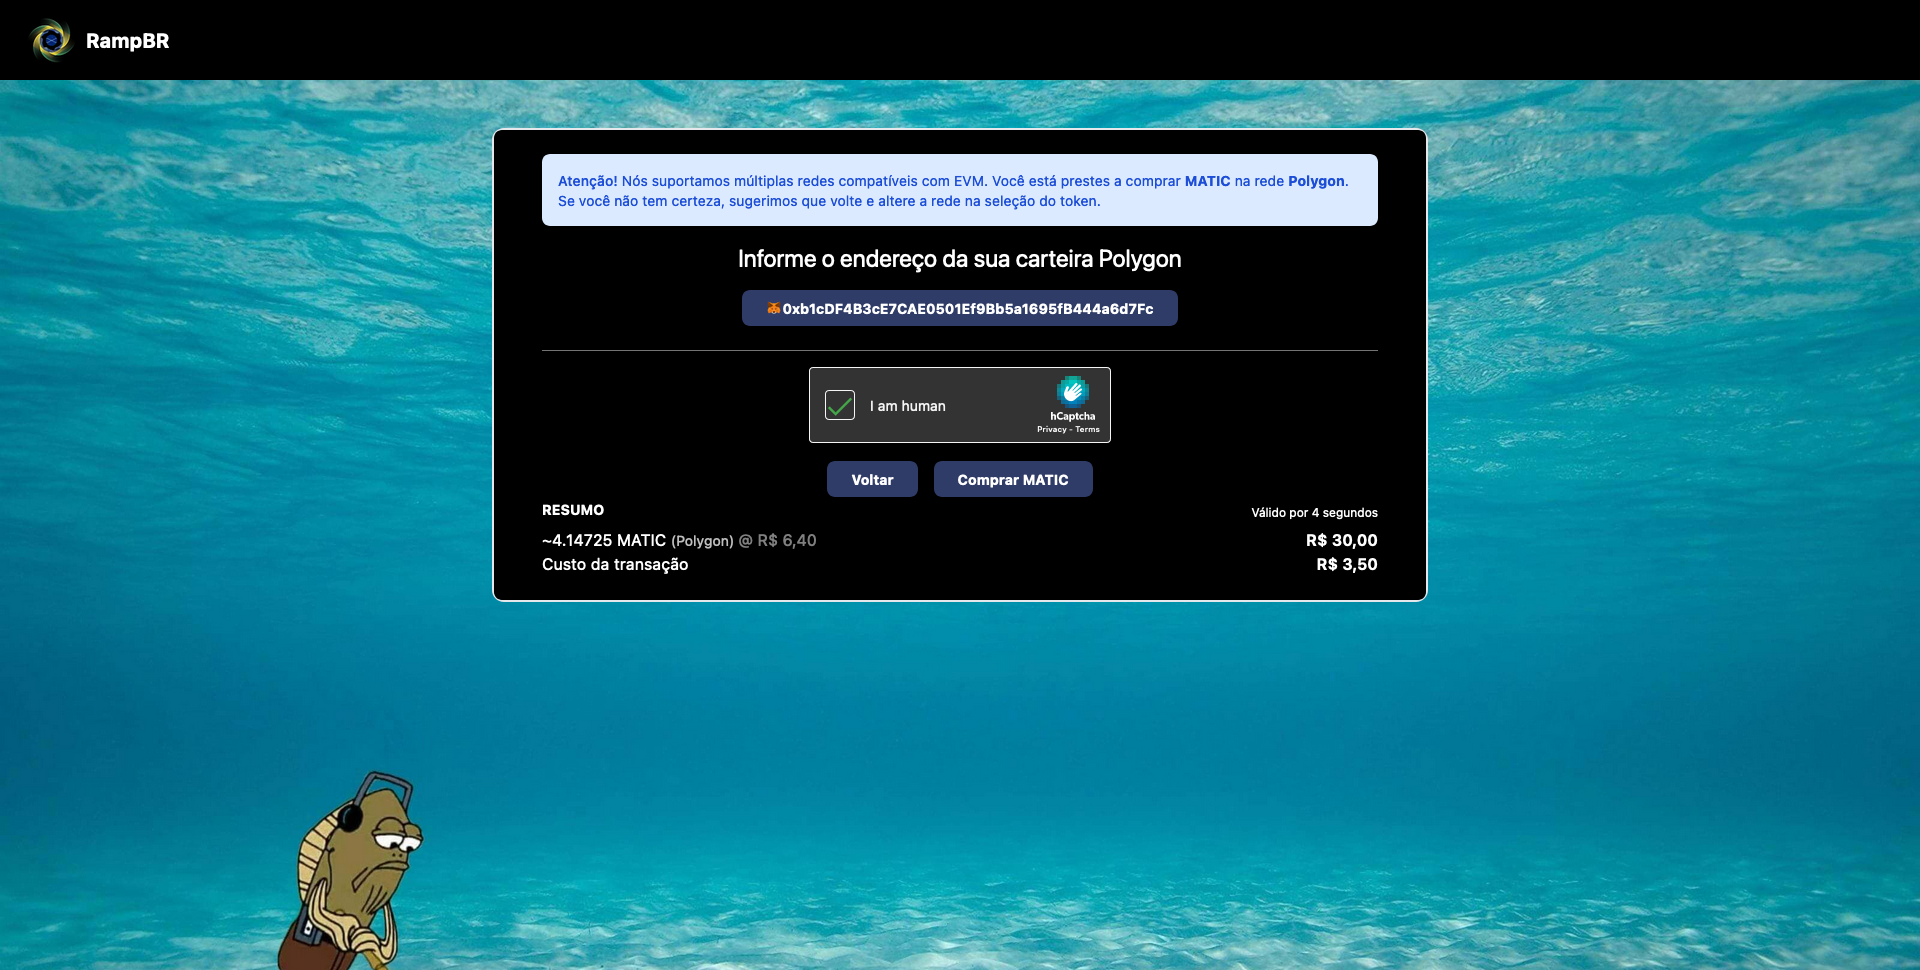 RampBR
Atenção! Nós suportamos múltiplas redes compatíveis com EVM. Você está prestes a comprar MATIC na rede Polygon.
Se você não tem certeza, sugerimos que volte e altere a rede na seleção do token.
Informe o endereço da sua carteira Polygon
0xb1cDF4B3cE7CAE0501Ef9Bb5a1695fB444a6d7Fc
I am human
hCaptcha
Privacy - Terms
Voltar
Comprar MATIC
RESUMO
Válido por 4 segundos
~4.14725 MATIC (Polygon) @ R$ 6,40
R$ 30,00
Custo da transação
R$ 3,50